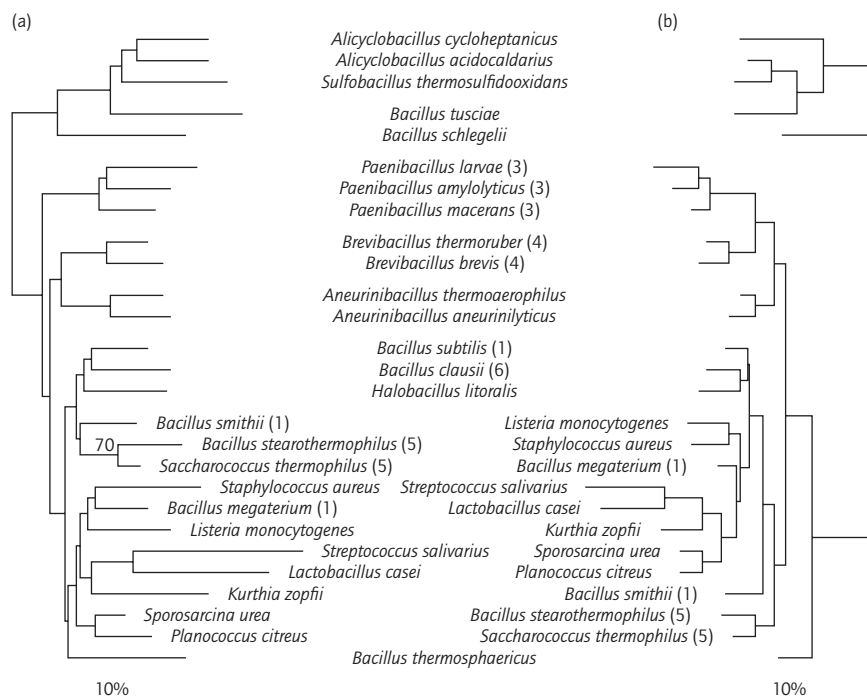 (a) (b)
Alicyclobacillus cycloheptanicus
Alicyclobacillus acidocaldarius
Sulfobacillus thermosulfidooxidans
Bacillus tusciae
Bacillus schlegelii
Paenibacillus larvae (3)
Paenibacillus amylolyticus (3)
Paenibacillus macerans (3)
Brevibacillus thermoruber (4)
Brevibacillus brevis (4)
Aneurinibacillus thermoaerophilus
Aneurinibacillus aneurinilyticus
Bacillus subtilis (1)
Bacillus clausii (6)
Halobacillus litoralis
Bacillus smithii (1) Listeria monocytogenes
70 Bacillus stearothermophilus (5) Staphylococcus aureus
Saccharococcus thermophilus (5) Bacillus megaterium (1)
Staphylococcus aureus Streptococcus salivarius
Bacillus megaterium (1) Lactobacillus casei
Listeria monocytogenes Kurthia zopfii
Streptococcus salivarius Sporosarcina urea
Lactobacillus casei Planococcus citreus
Kurthia zopfii Bacillus smithii (1)
Sporosarcina urea Bacillus stearothermophilus (5)
Planococcus citreus Saccharococcus thermophilus (5)
Bacillus thermosphaericus
10% 10%